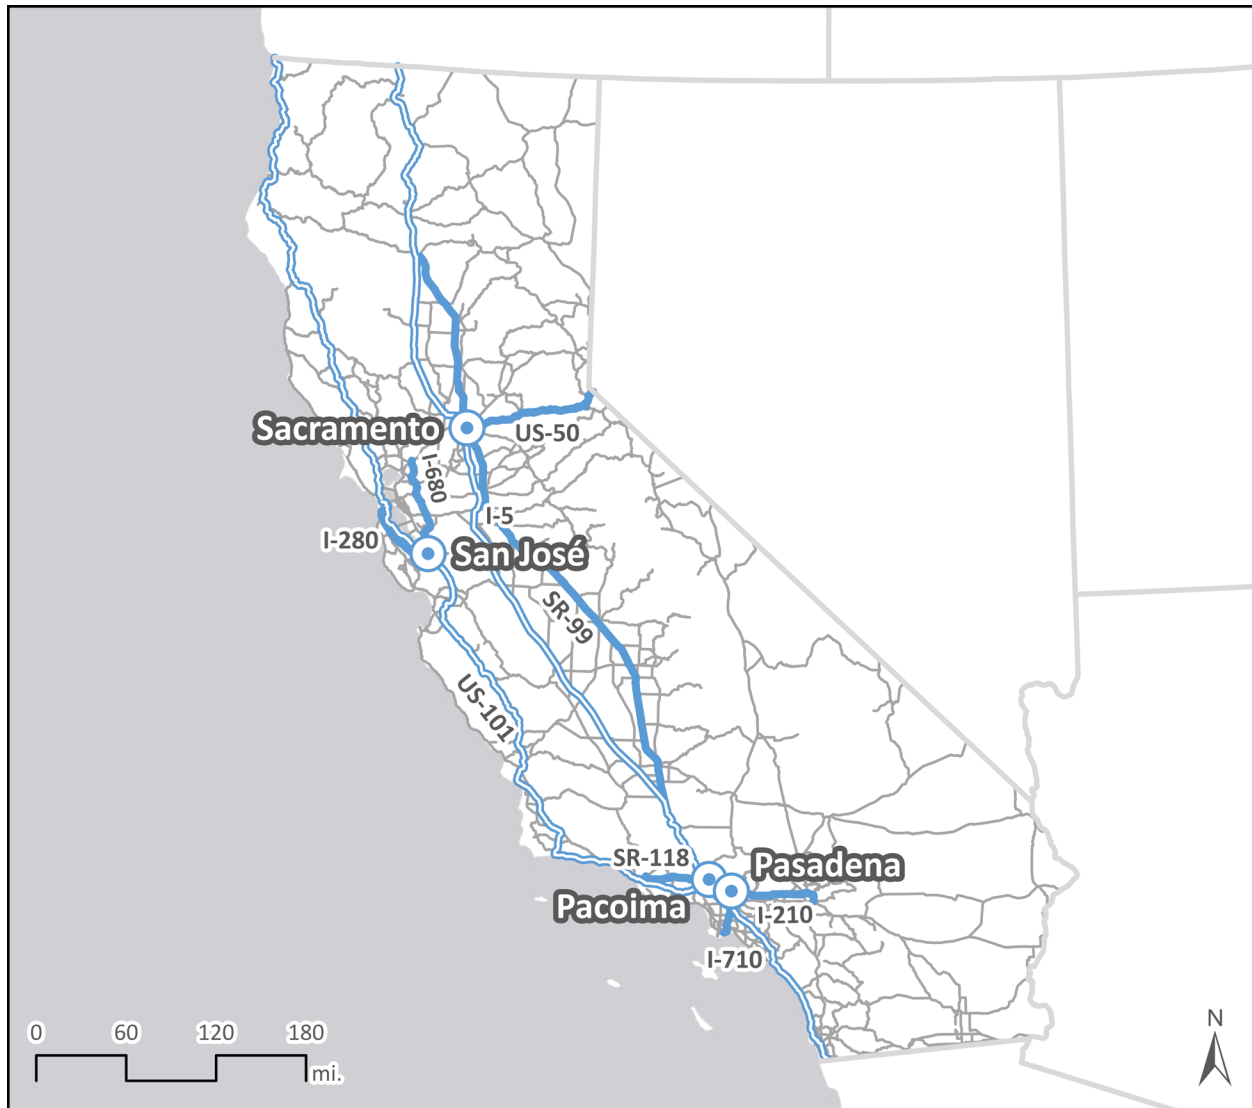 Sacramento
US-50
I-680
I-5
I-280
San José
SR-99
US-101
SR-118
Pasadena
Pacoima
I-210
I-710
0 60 120 180
mi.
N